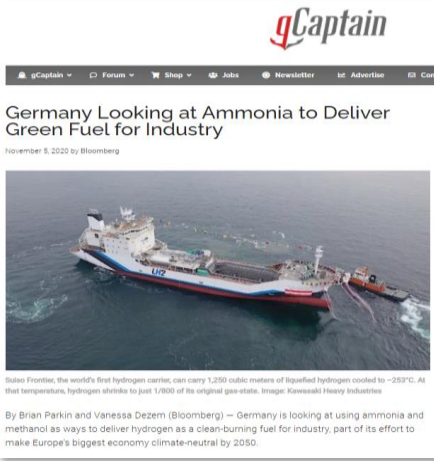 gCaptain
gCaptain Forum Shop Jobs Newsletter Advertise Con
Germany Looking at Ammonia to Deliver
Green Fuel for Industry
November 5, 2020 by Bloomberg
LH2
Suiso Frontier, the world's first hydrogen carrier, can carry 1,250 cubic meters of liquefied hydrogen cooled to –253°C. At
that temperature, hydrogen shrinks to just 1/800 of its original gas-state. Image: Kawasaki Heavy Industries
By Brian Parkin and Vanessa Dezem (Bloomberg) — Germany is looking at using ammonia and
methanol as ways to deliver hydrogen as a clean-burning fuel for industry, part of its effort to
make Europe's biggest economy climate-neutral by 2050.